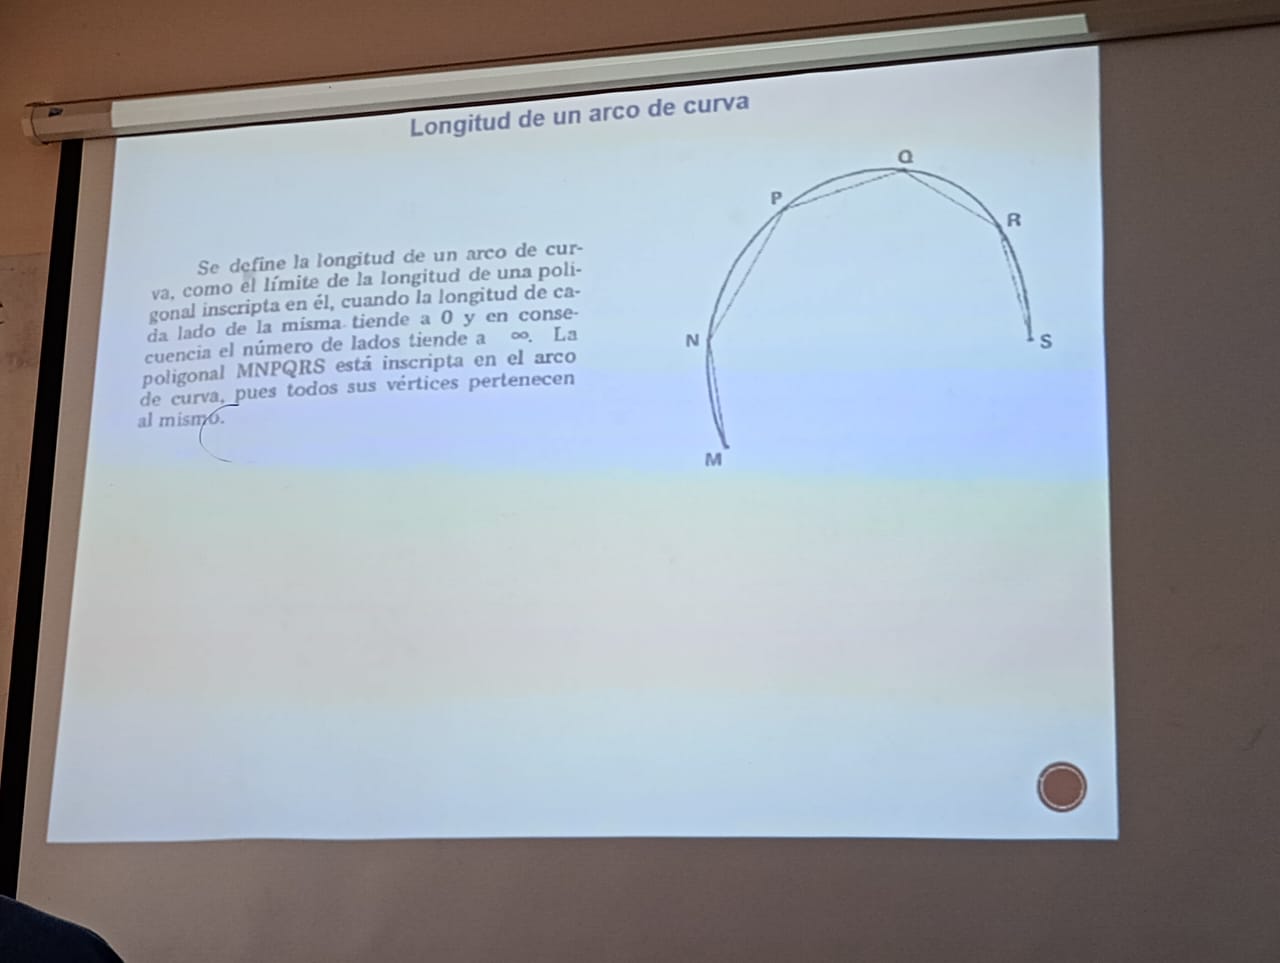 Longitud de un arco de curva
Se define la longitud de un arco de cur-
va, como el límite de la longitud de una poli-
gonal inscripta en él, cuando la longitud de ca-
da lado de la misma tiende a 0 y en conse-
cuencia el número de lados tiende a ∞. La
poligonal MNPQRS está inscripta en el arco
de curva, pues todos sus vértices pertenecen
al mismo.
Q
P
R
N
S
M